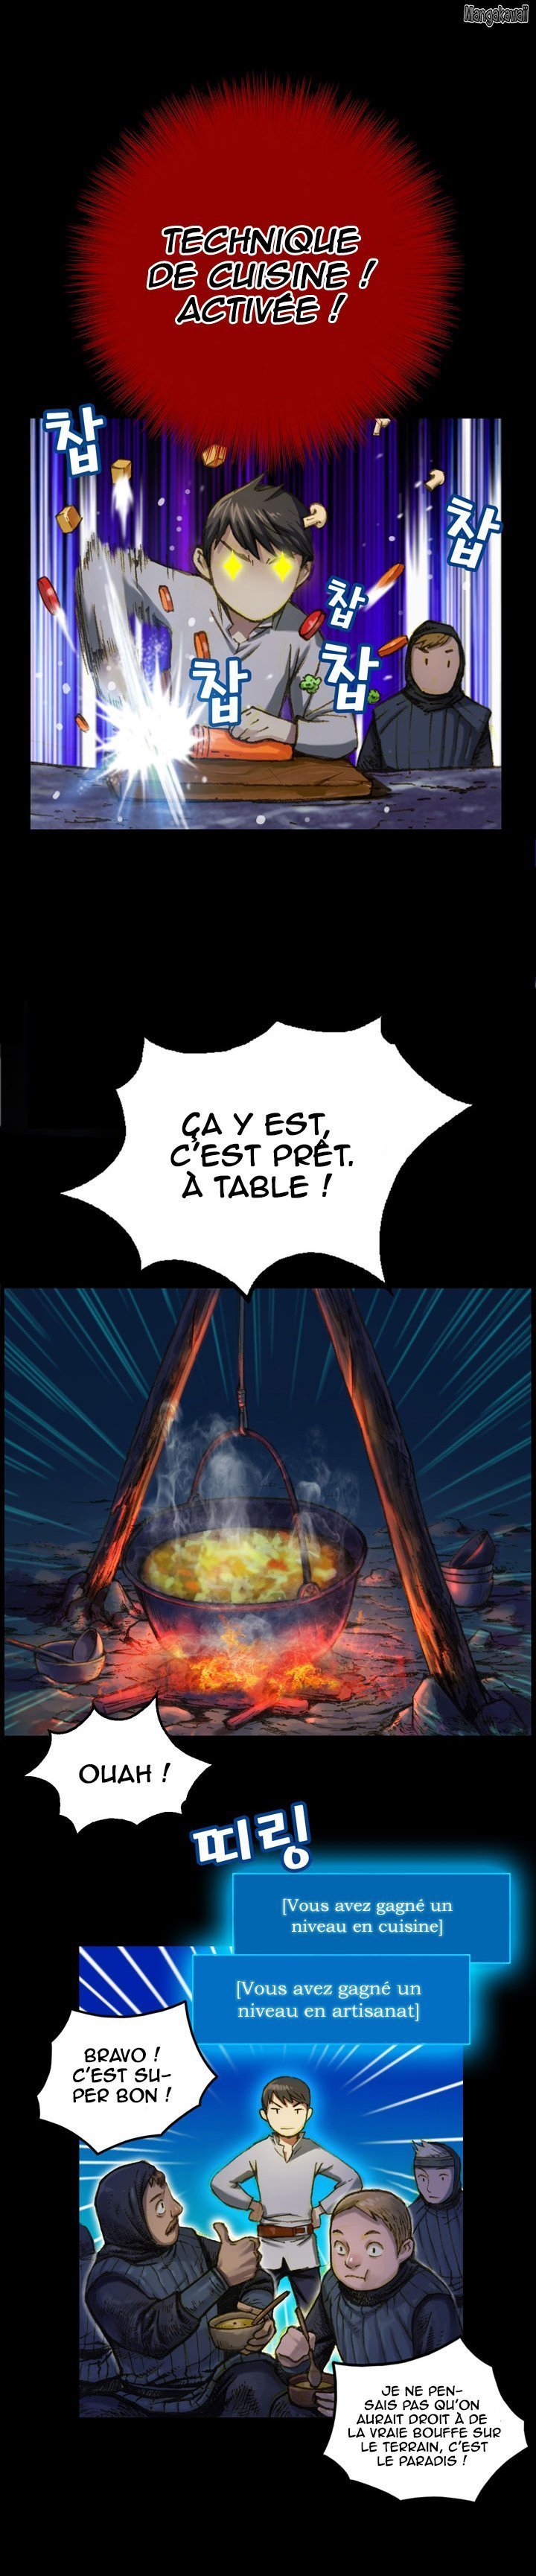 Mangakawaii
TECHNIQUE
DE CUISINE !
ACTIVÉE !
찹
찹
찹
찹
찹
ÇA Y EST,
C'EST PRÊT.
À TABLE !
OUAH !
띠링
[Vous avez gagné un
niveau en cuisine]
[Vous avez gagné un
niveau en artisanat]
BRAVO !
C'EST SU-
PER BON !
JE NE PEN-
SAIS PAS QU'ON
AURAIT DROIT À DE
LA VRAIE BOUFFE SUR
LE TERRAIN, C'EST
LE PARADIS !